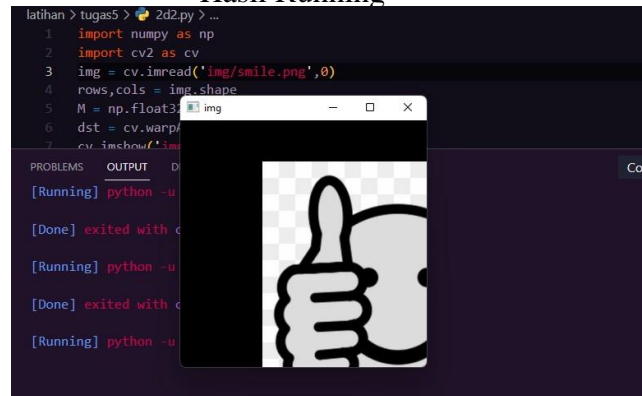 Hasil Running
latihan > tugas5 > 2d2.py > ...
1 import numpy as np
2 import cv2 as cv
3 img = cv.imread('img/smile.png',0)
4 rows,cols = img.shape
5 M = np.float32
6 dst = cv.warpA
7 cv.imshow('im
img
PROBLEMS OUTPUT D
Co
[Running] python -u
[Done] exited with c
[Running] python -u
[Done] exited with c
[Running] python -u